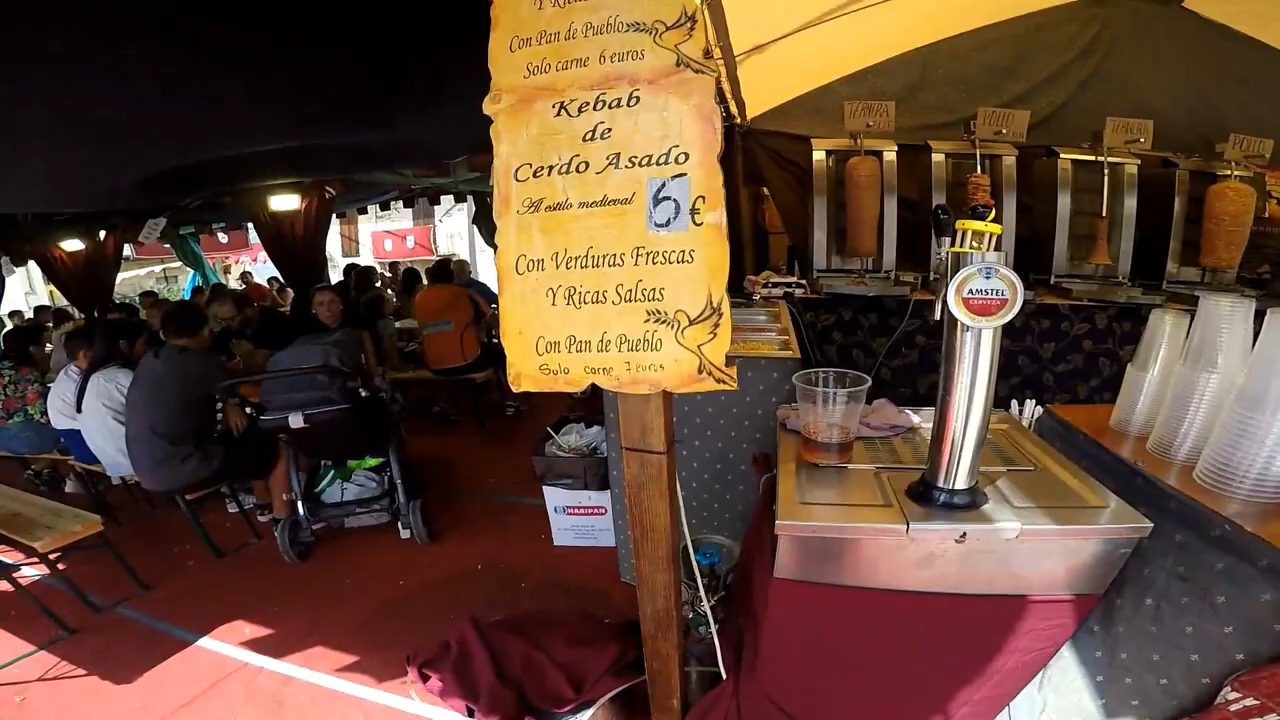 Y Ricas
Con Pan de Pueblo
Solo carne 6 euros
Kebab
de
Cerdo Asado
Al estilo medieval 6 €
Con Verduras Frescas
Y Ricas Salsas
Con Pan de Pueblo
Solo carne 7 euros
TERNERA
POLLO
TERNERA
POLLO
AMSTEL
CERVEZA
HARIPAN